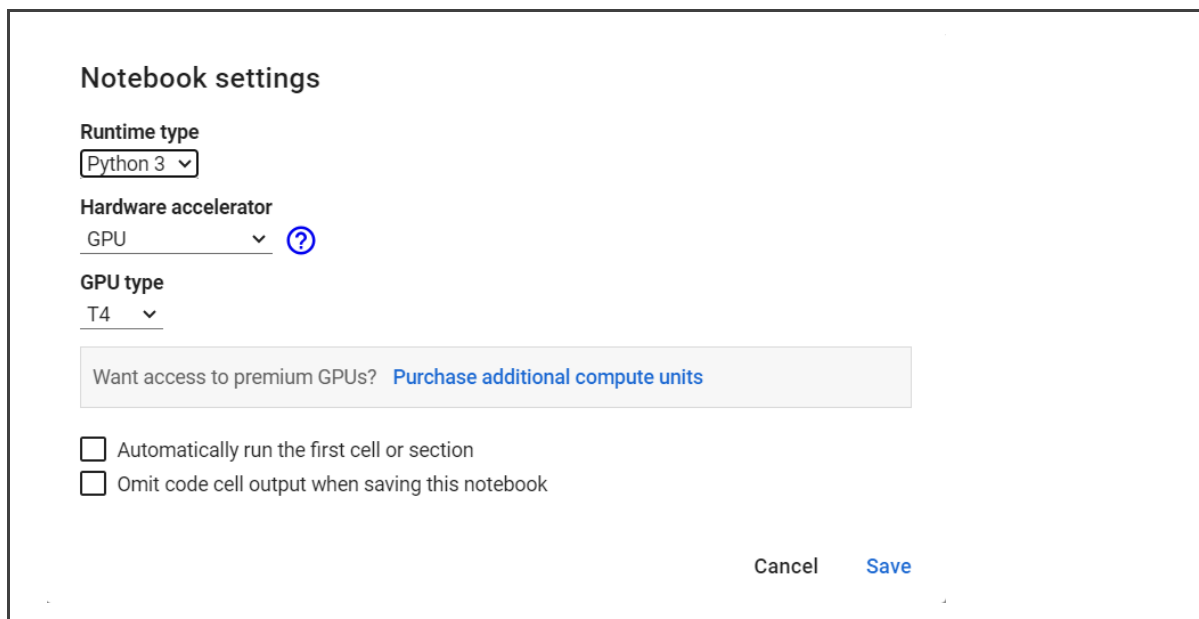 Notebook settings
Runtime type
Python 3
Hardware accelerator
GPU
GPU type
T4
Want access to premium GPUs? Purchase additional compute units
Automatically run the first cell or section
Omit code cell output when saving this notebook
Cancel Save